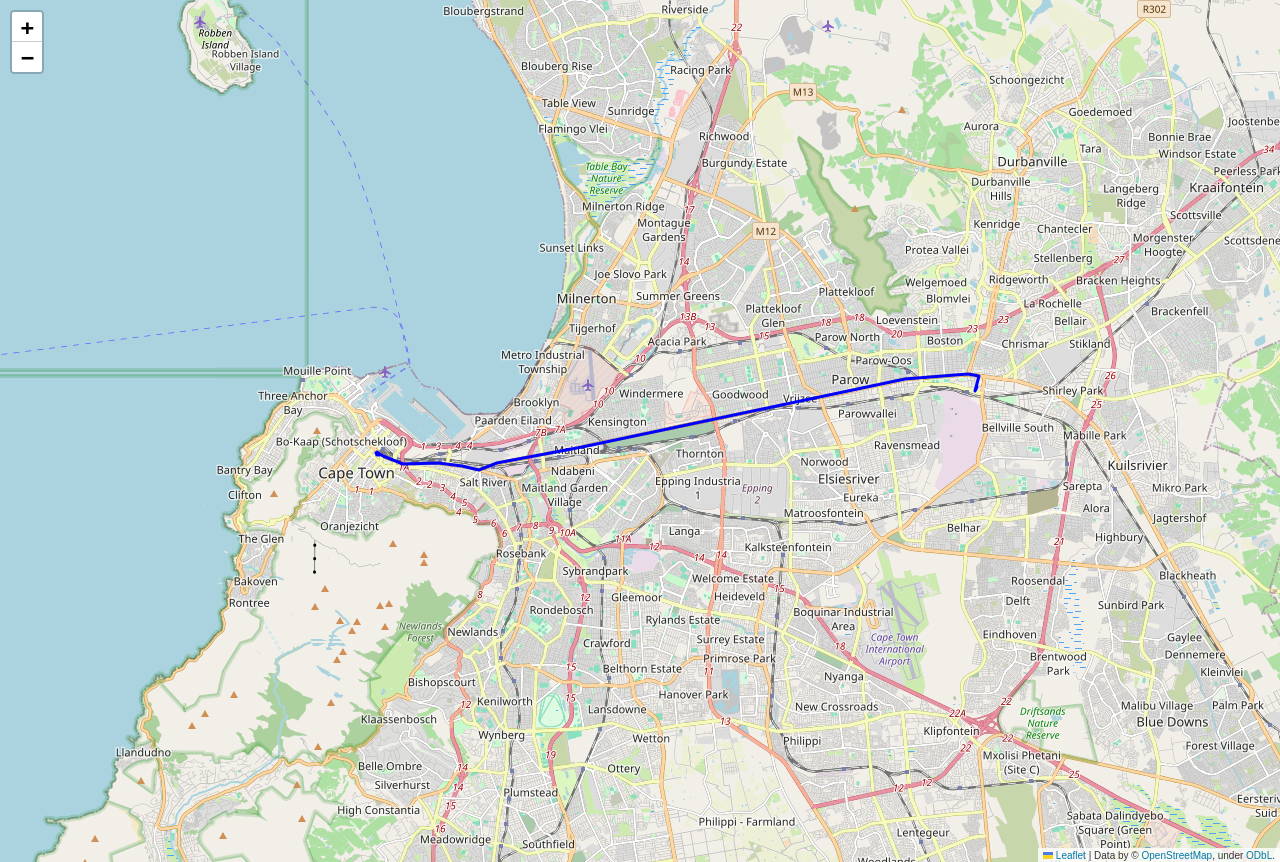 +
−
Robben
Island
Robben Island
Village
Bloubergstrand
Riverside
22
R302
Blouberg Rise
Racing Park
Schoongezicht
M13
Table View
Sunridge
Goedemoed
Joostenbe
Flamingo Vlei
Richwood
Aurora
Bonnie Brae
34
Tara
Windsor Estate
Burgundy Estate
Durbanville
Peerless Park
Table Bay
Nature
Reserve
Durbanville
Hills
Langeberg
Ridge
Kraaifontein
Milnerton Ridge
17
Scottsville
Montague
Gardens
Kenridge
Chantecler
M12
Morgenster
Hoogte
Scottsdene
Sunset Links
Protea Vallei
Stellenberg
14
27
Joe Slovo Park
Welgemoed
Ridgeworth
Bracken Heights
Milnerton
Summer Greens
Plattekloof
Blomvlei
La Rochelle
Plattekloof
Glen
Brackenfell
13B
13
18
18
Loevenstein
23
Bellair
Tijgerhof
20
23
15
Parow North
Boston
Chrismar
Stikland
Acacia Park
10
Metro Industrial
Township
Parow-Oos
Mouille Point
26
Parow
Three Anchor
Bay
10
Windermere
Goodwood
Vrijzee
Shirley Park
Brooklyn
10
25
Paarden Eiland
Kensington
Parowvallei
Bellville South
7B
7A
Mabille Park
Bo-Kaap (Schotschekloof)
1
3
4
4
Maitland
Ravensmead
Thornton
Norwood
Kuilsrivier
Bantry Bay
Cape Town
1A
Ndabeni
Elsiesriver
Salt River
2
2
3
Epping Industria
1
Epping
2
Sarepta
Mikro Park
Clifton
1
1
4
Maitland Garden
Village
Eureka
Alora
Matroosfontein
5
Jagtershof
Oranjezicht
6
8
9
10A
Langa
Belhar
Highbury
The Glen
11A
12
14
14
Kalksteenfontein
21
Rosebank
Sybrandpark
Welcome Estate
Blackheath
Bakoven
15
Roosendal
Rontree
8
12
Gleemoor
Heideveld
Delft
Sunbird Park
Rondebosch
Boquinar Industrial
Area
Rylands Estate
Newlands
Forest
Newlands
Crawford
Surrey Estate
18
Cape Town
International
Airport
Eindhoven
Gaylee
Dennemere
Primrose Park
Brentwood
Park
15
Belthorn Estate
11
Nyanga
Kleinvlei
Bishopscourt
Hanover Park
Kenilworth
15
22
12
Lansdowne
New Crossroads
22A
Driftsands
Nature
Reserve
Malibu Village
Palm Park
Klaassenbosch
13
Blue Downs
Wynberg
Wetton
Philippi
Klipfontein
22
22
Forest Village
Llandudno
19
14
Mxolisi Phetani
(Site C)
Belle Ombre
Ottery
12
12
25
Silverhurst
Plumstead
15
Eersteriv
High Constantia
14
Philippi - Farmland
Sabata Dalindyebo
Square (Green
Point)
Suid
Meadowridge
Southfield
Lentegeur
Woodlands
Leaflet | Data by © OpenStreetMap, under ODbL.